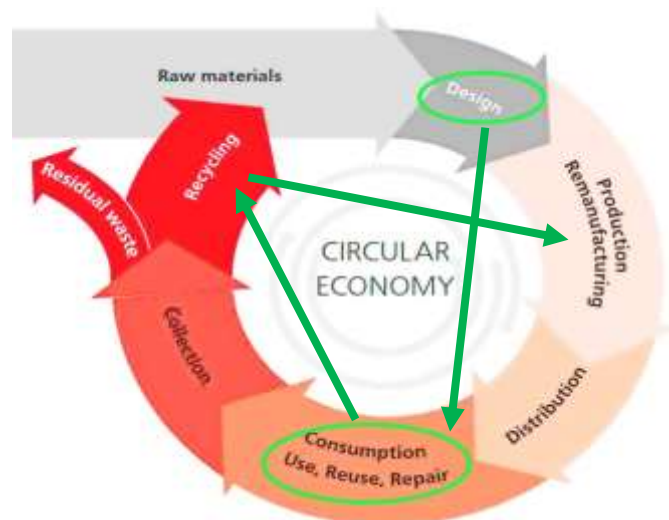 Raw materials
Design
Production
Remanufacturing
Distribution
Consumption
Use, Reuse, Repair
Collection
Recycling
Residual waste
CIRCULAR
ECONOMY